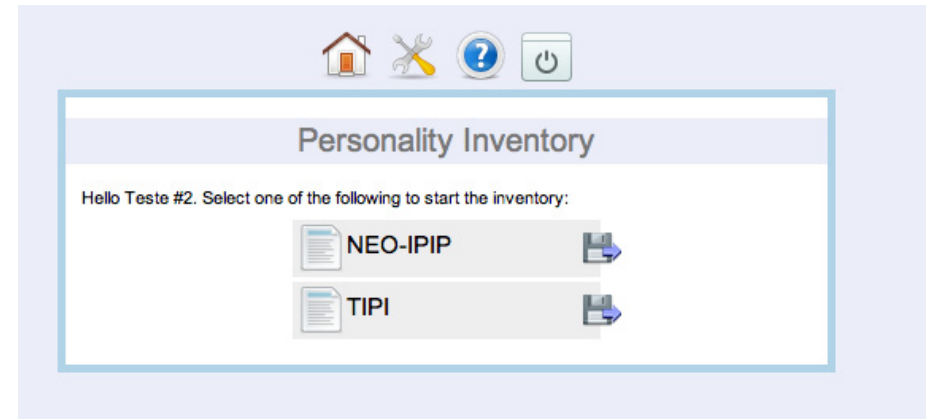 Personality Inventory
Hello Teste #2. Select one of the following to start the inventory:
NEO-IPIP
TIPI